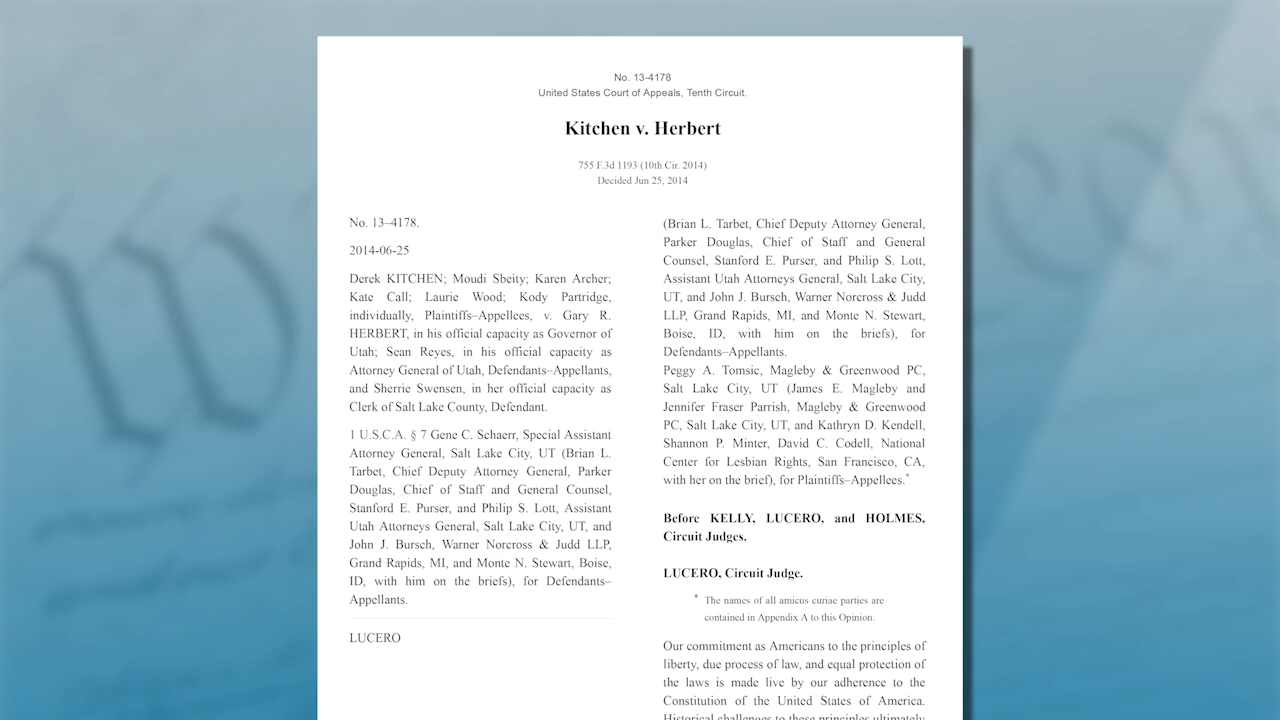 No. 13-4178
United States Court of Appeals, Tenth Circuit.
Kitchen v. Herbert
755 F.3d 1193 (10th Cir. 2014)
Decided Jun 25, 2014
No. 13–4178.
2014-06-25
Derek KITCHEN; Moudi Sbeity; Karen Archer;
Kate Call; Laurie Wood; Kody Partridge,
individually, Plaintiffs–Appellees, v. Gary R.
HERBERT, in his official capacity as Governor of
Utah; Sean Reyes, in his official capacity as
Attorney General of Utah, Defendants–Appellants,
and Sherrie Swensen, in her official capacity as
Clerk of Salt Lake County, Defendant.
1 U.S.C.A. § 7 Gene C. Schaerr, Special Assistant
Attorney General, Salt Lake City, UT (Brian L.
Tarbet, Chief Deputy Attorney General, Parker
Douglas, Chief of Staff and General Counsel,
Stanford E. Purser, and Philip S. Lott, Assistant
Utah Attorneys General, Salt Lake City, UT, and
John J. Bursch, Warner Norcross & Judd LLP,
Grand Rapids, MI, and Monte N. Stewart, Boise,
ID, with him on the briefs), for Defendants–
Appellants.
LUCERO
(Brian L. Tarbet, Chief Deputy Attorney General,
Parker Douglas, Chief of Staff and General
Counsel, Stanford E. Purser, and Philip S. Lott,
Assistant Utah Attorneys General, Salt Lake City,
UT, and John J. Bursch, Warner Norcross & Judd
LLP, Grand Rapids, MI, and Monte N. Stewart,
Boise, ID, with him on the briefs), for
Defendants–Appellants.
Peggy A. Tomsic, Magleby & Greenwood PC,
Salt Lake City, UT (James E. Magleby and
Jennifer Fraser Parrish, Magleby & Greenwood
PC, Salt Lake City, UT, and Kathryn D. Kendell,
Shannon P. Minter, David C. Codell, National
Center for Lesbian Rights, San Francisco, CA,
with her on the brief), for Plaintiffs–Appellees.*
Before KELLY, LUCERO, and HOLMES,
Circuit Judges.
LUCERO, Circuit Judge.
* The names of all amicus curiae parties are
contained in Appendix A to this Opinion.
Our commitment as Americans to the principles of
liberty, due process of law, and equal protection of
the laws is made live by our adherence to the
Constitution of the United States of America.
Historical challenges to these principles ultimately